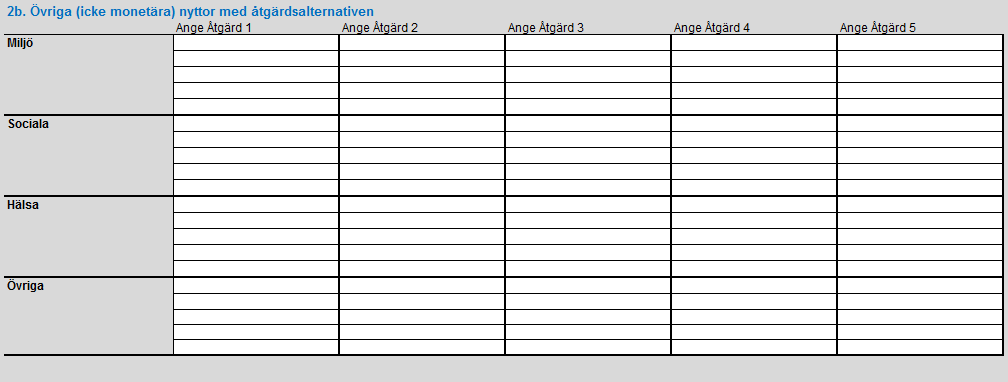 2b. Övriga (icke monetära) nyttor med åtgärdsalternativen
Ange Åtgärd 1 Ange Åtgärd 2 Ange Åtgärd 3 Ange Åtgärd 4 Ange Åtgärd 5
Miljö
Sociala
Hälsa
Övriga